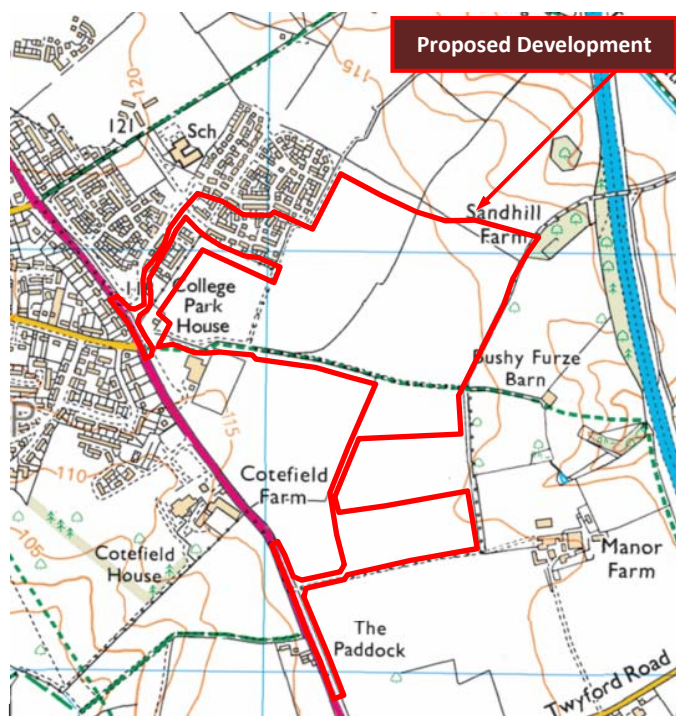 Proposed Development
120
115
121
Sch
Sandhill
Farm
College
Park
House
Bushy Furze
Barn
115
110
Cotefield
Farm
105
Cotefield
House
Manor
Farm
The
Paddock
Twyford Road